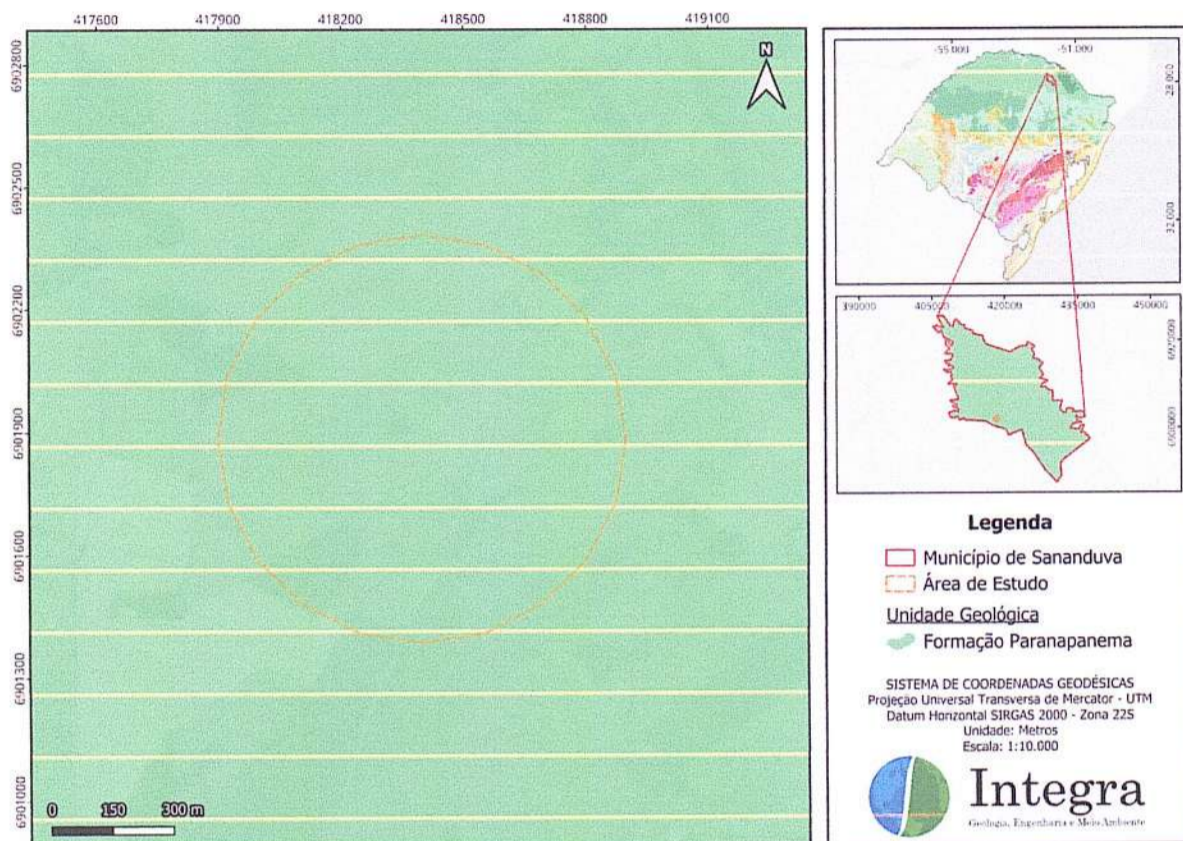 417600 417900 418200 418500 418800 419100
6902800
6902500
6902200
6901900
6901600
6901300
6901000
N
0 150 300 m
-55.000 -51.000
28.000
32.000
390000 405000 420000 435000 450000
6920000
Legenda
Município de Sananduva
Área de Estudo
Unidade Geológica
Formação Paranapanema
SISTEMA DE COORDENADAS GEODÉSICAS
Projeção Universal Transversa de Mercator - UTM
Datum Horizontal SIRGAS 2000 - Zona 22S
Unidade: Metros
Escala: 1:10.000
Integra
Geologia, Engenharia e Meio Ambiente